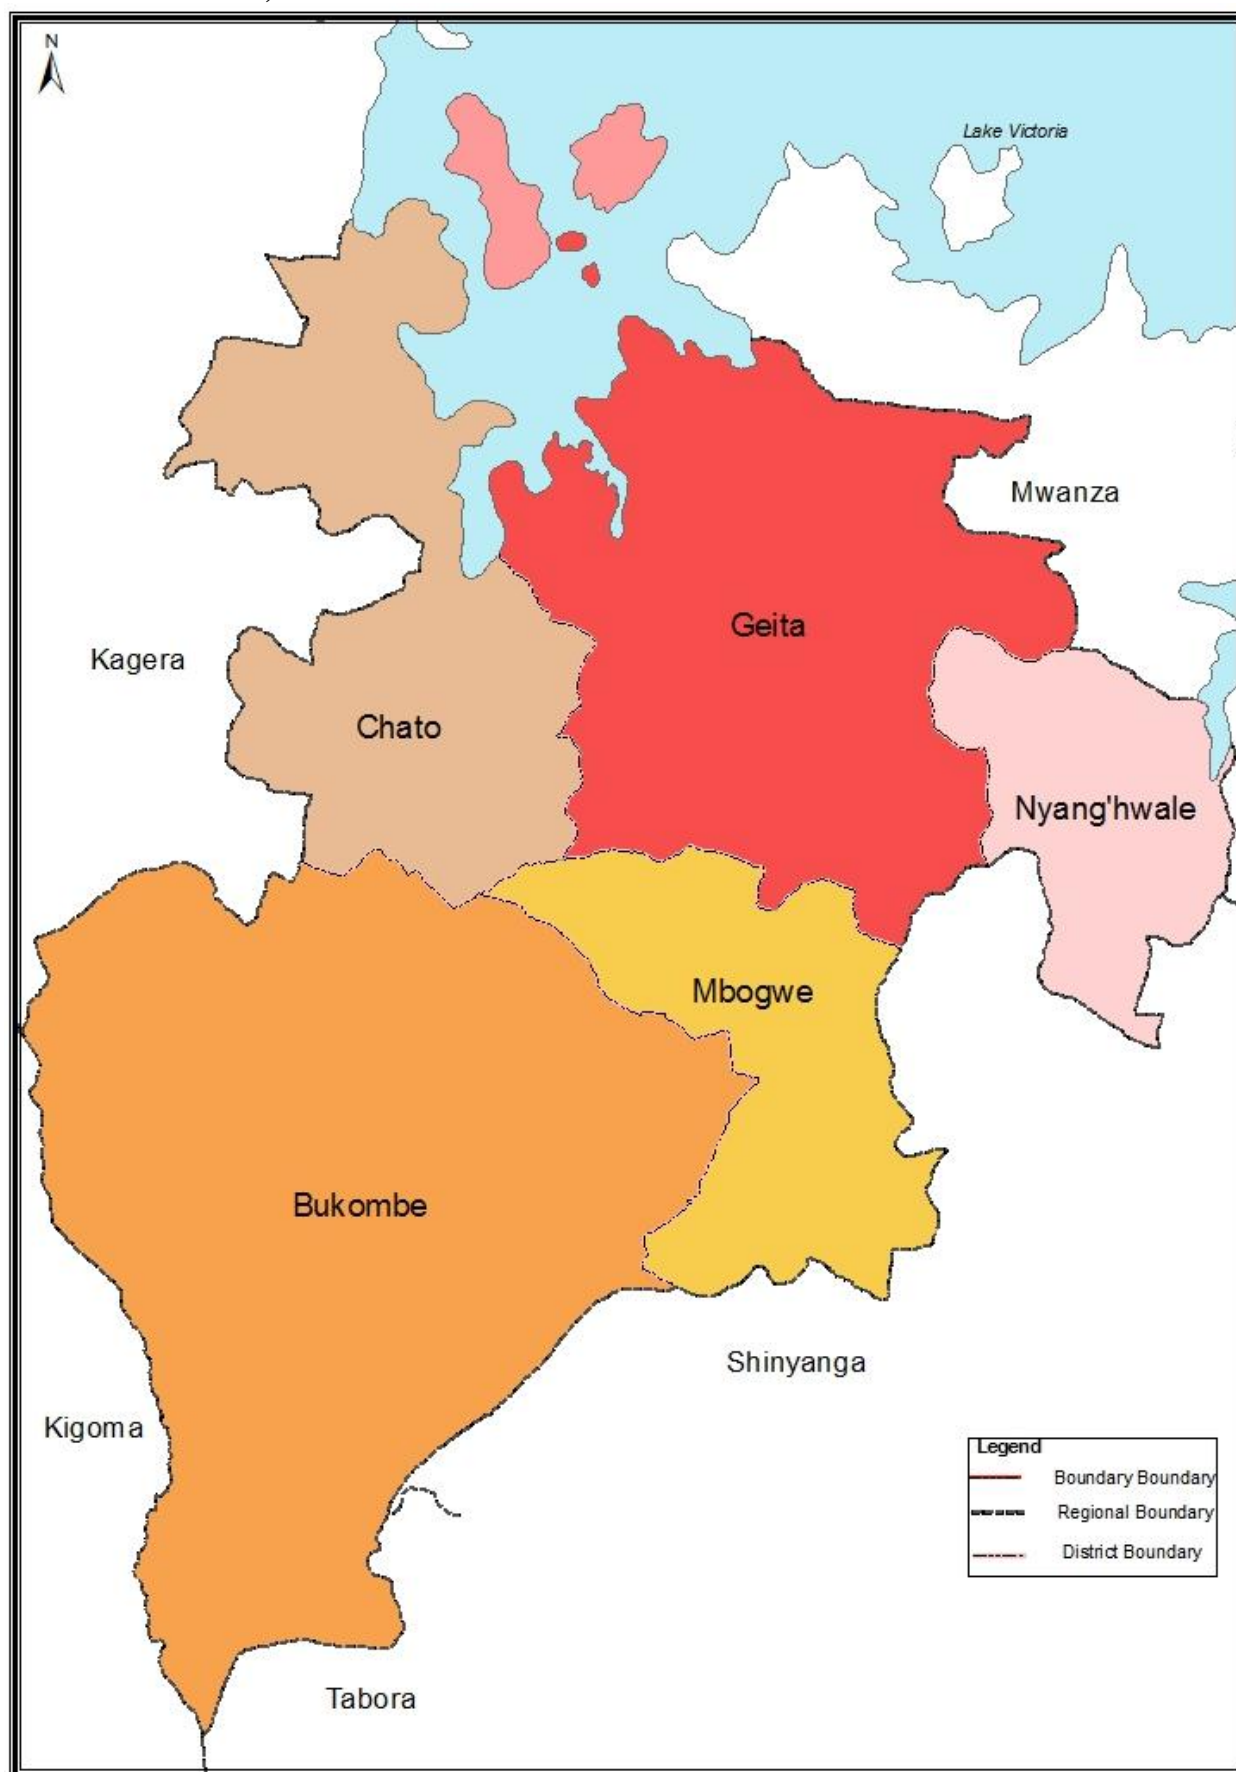 N
Lake Victoria
Mwanza
Geita
Kagera
Chato
Nyang'hwale
Mbogwe
Bukombe
Shinyanga
Kigoma
Legend
Boundary Boundary
Regional Boundary
District Boundary
Tabora